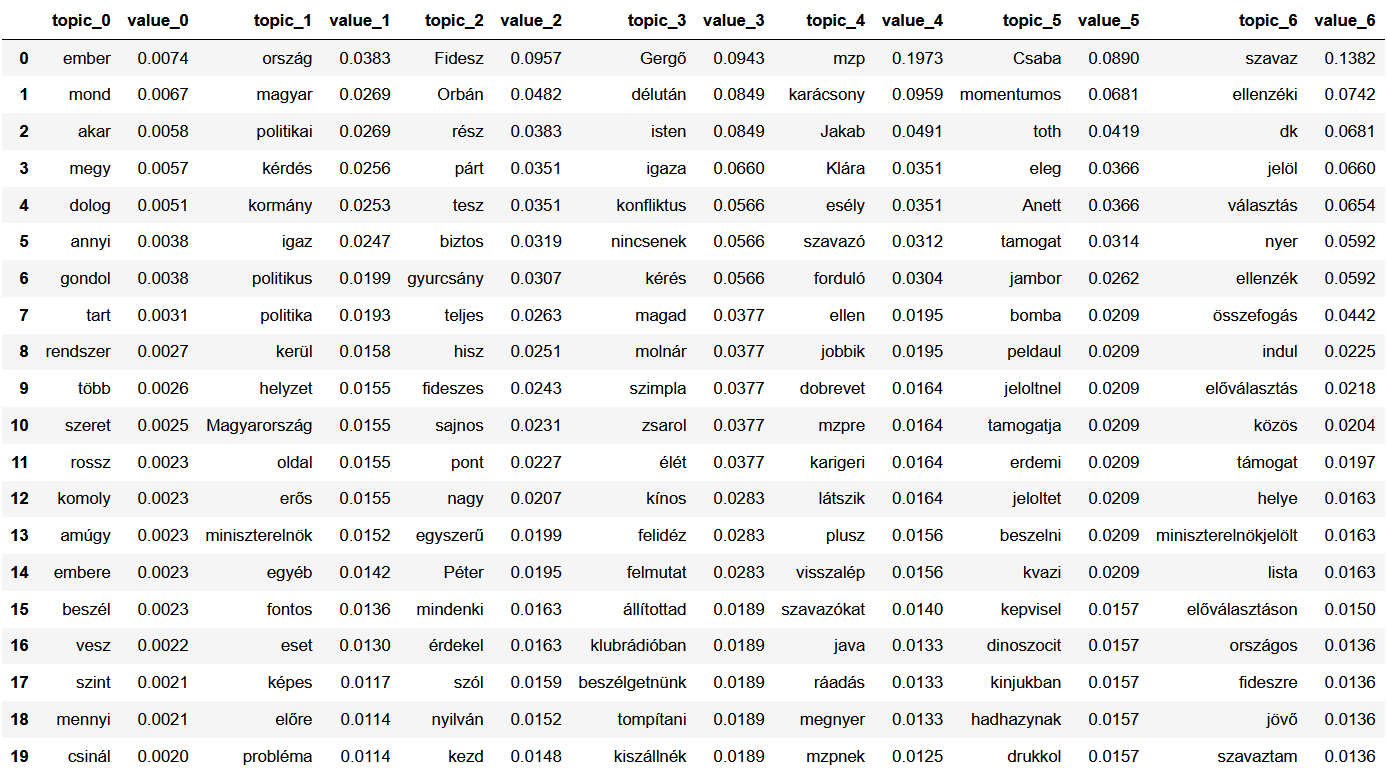 topic_0 value_0 topic_1 value_1 topic_2 value_2 topic_3 value_3 topic_4 value_4 topic_5 value_5 topic_6 value_6
0 ember 0.0074 ország 0.0383 Fidesz 0.0957 Gergő 0.0943 mzp 0.1973 Csaba 0.0890 szavaz 0.1382
1 mond 0.0067 magyar 0.0269 Orbán 0.0482 délután 0.0849 karácsony 0.0959 momentumos 0.0681 ellenzéki 0.0742
2 akar 0.0058 politikai 0.0269 rész 0.0383 isten 0.0849 Jakab 0.0491 toth 0.0419 dk 0.0681
3 megy 0.0057 kérdés 0.0256 párt 0.0351 igaza 0.0660 Klára 0.0351 eleg 0.0366 jelöl 0.0660
4 dolog 0.0051 kormány 0.0253 tesz 0.0351 konfliktus 0.0566 esély 0.0351 Anett 0.0366 választás 0.0654
5 annyi 0.0038 igaz 0.0247 biztos 0.0319 nincsenek 0.0566 szavazó 0.0312 tamogat 0.0314 nyer 0.0592
6 gondol 0.0038 politikus 0.0199 gyurcsány 0.0307 kérés 0.0566 forduló 0.0304 jambor 0.0262 ellenzék 0.0592
7 tart 0.0031 politika 0.0193 teljes 0.0263 magad 0.0377 ellen 0.0195 bomba 0.0209 összefogás 0.0442
8 rendszer 0.0027 kerül 0.0158 hisz 0.0251 molnár 0.0377 jobbik 0.0195 peldaul 0.0209 indul 0.0225
9 több 0.0026 helyzet 0.0155 fideszes 0.0243 szimpla 0.0377 dobrevet 0.0164 jeloltnel 0.0209 előválasztás 0.0218
10 szeret 0.0025 Magyarország 0.0155 sajnos 0.0231 zsarol 0.0377 mzpre 0.0164 tamogatja 0.0209 közös 0.0204
11 rossz 0.0023 oldal 0.0155 pont 0.0227 élét 0.0377 karigeri 0.0164 erdemi 0.0209 támogat 0.0197
12 komoly 0.0023 erős 0.0155 nagy 0.0207 kínos 0.0283 látszik 0.0164 jeloltet 0.0209 helye 0.0163
13 amúgy 0.0023 miniszterelnök 0.0152 egyszerű 0.0199 felidéz 0.0283 plusz 0.0156 beszelni 0.0209 miniszterelnökjelölt 0.0163
14 embere 0.0023 egyéb 0.0142 Péter 0.0195 felmutat 0.0283 visszalép 0.0156 kvazi 0.0209 lista 0.0163
15 beszél 0.0023 fontos 0.0136 mindenki 0.0163 állítottad 0.0189 szavazókat 0.0140 kepvisel 0.0157 előválasztáson 0.0150
16 vesz 0.0022 eset 0.0130 érdekel 0.0163 klubrádióban 0.0189 java 0.0133 dinoszocit 0.0157 országos 0.0136
17 szint 0.0021 képes 0.0117 szól 0.0159 beszélgetnünk 0.0189 ráadás 0.0133 kinjukban 0.0157 fideszre 0.0136
18 mennyi 0.0021 előre 0.0114 nyilván 0.0152 tompítani 0.0189 megnyer 0.0133 hadhazynak 0.0157 jövő 0.0136
19 csinál 0.0020 probléma 0.0114 kezd 0.0148 kiszállnék 0.0189 mzpnek 0.0125 drukkol 0.0157 szavaztam 0.0136